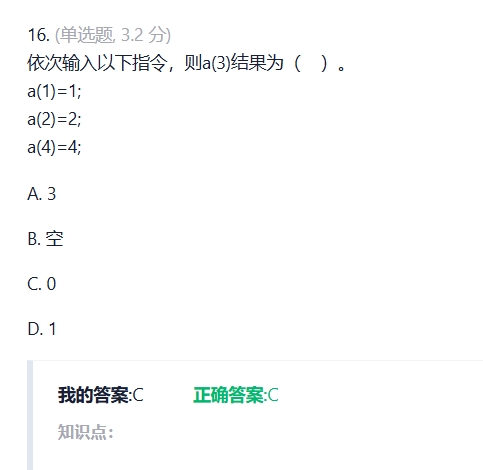 16. (单选题, 3.2 分)
依次输入以下指令，则a(3)结果为（　）。
a(1)=1;
a(2)=2;
a(4)=4;
A. 3
B. 空
C. 0
D. 1
我的答案:C 正确答案:C
知识点：